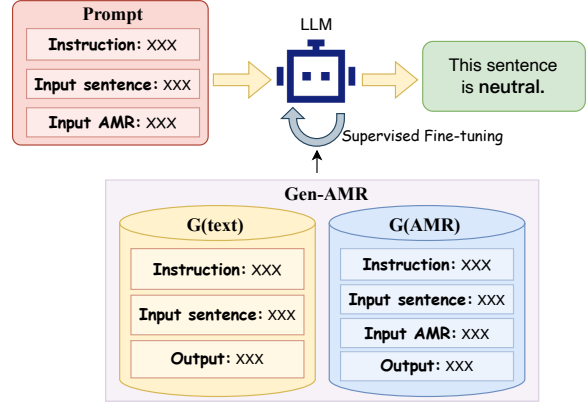 Prompt
Instruction: XXX
Input sentence: XXX
Input AMR: XXX
LLM
This sentence
is neutral.
Supervised Fine-tuning
Gen-AMR
G(text)
Instruction: XXX
Input sentence: XXX
Output: XXX
G(AMR)
Instruction: XXX
Input sentence: XXX
Input AMR: XXX
Output: XXX